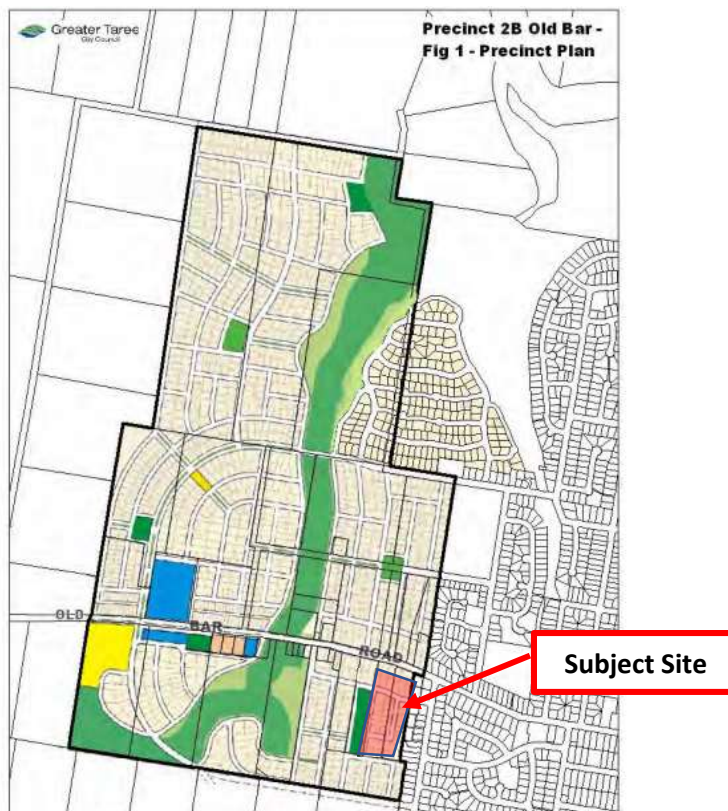 Greater Taree
City Council
Precinct 2B Old Bar -
Fig 1 - Precinct Plan
OLD
BAR
ROAD
Subject Site